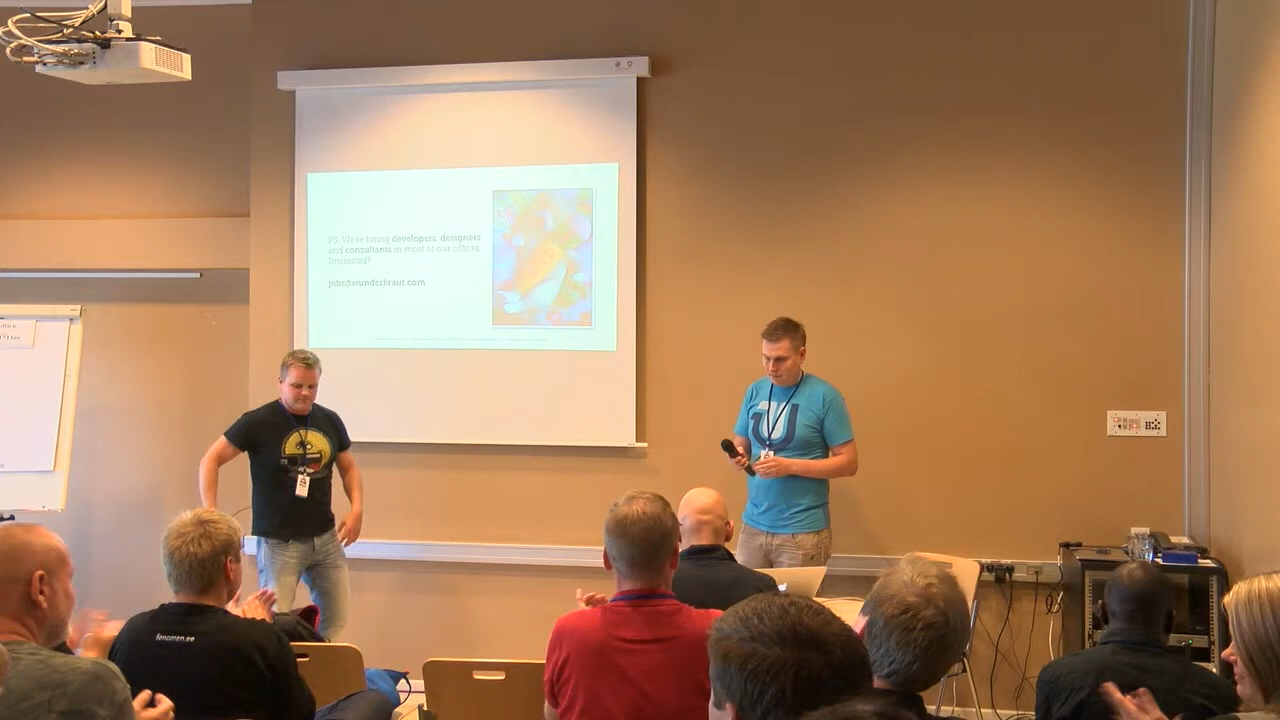 PS. We're hiring developers, designers
and consultants in most of our offices.
Interested?
jobs@wunderkraut.com
fenomen.ee